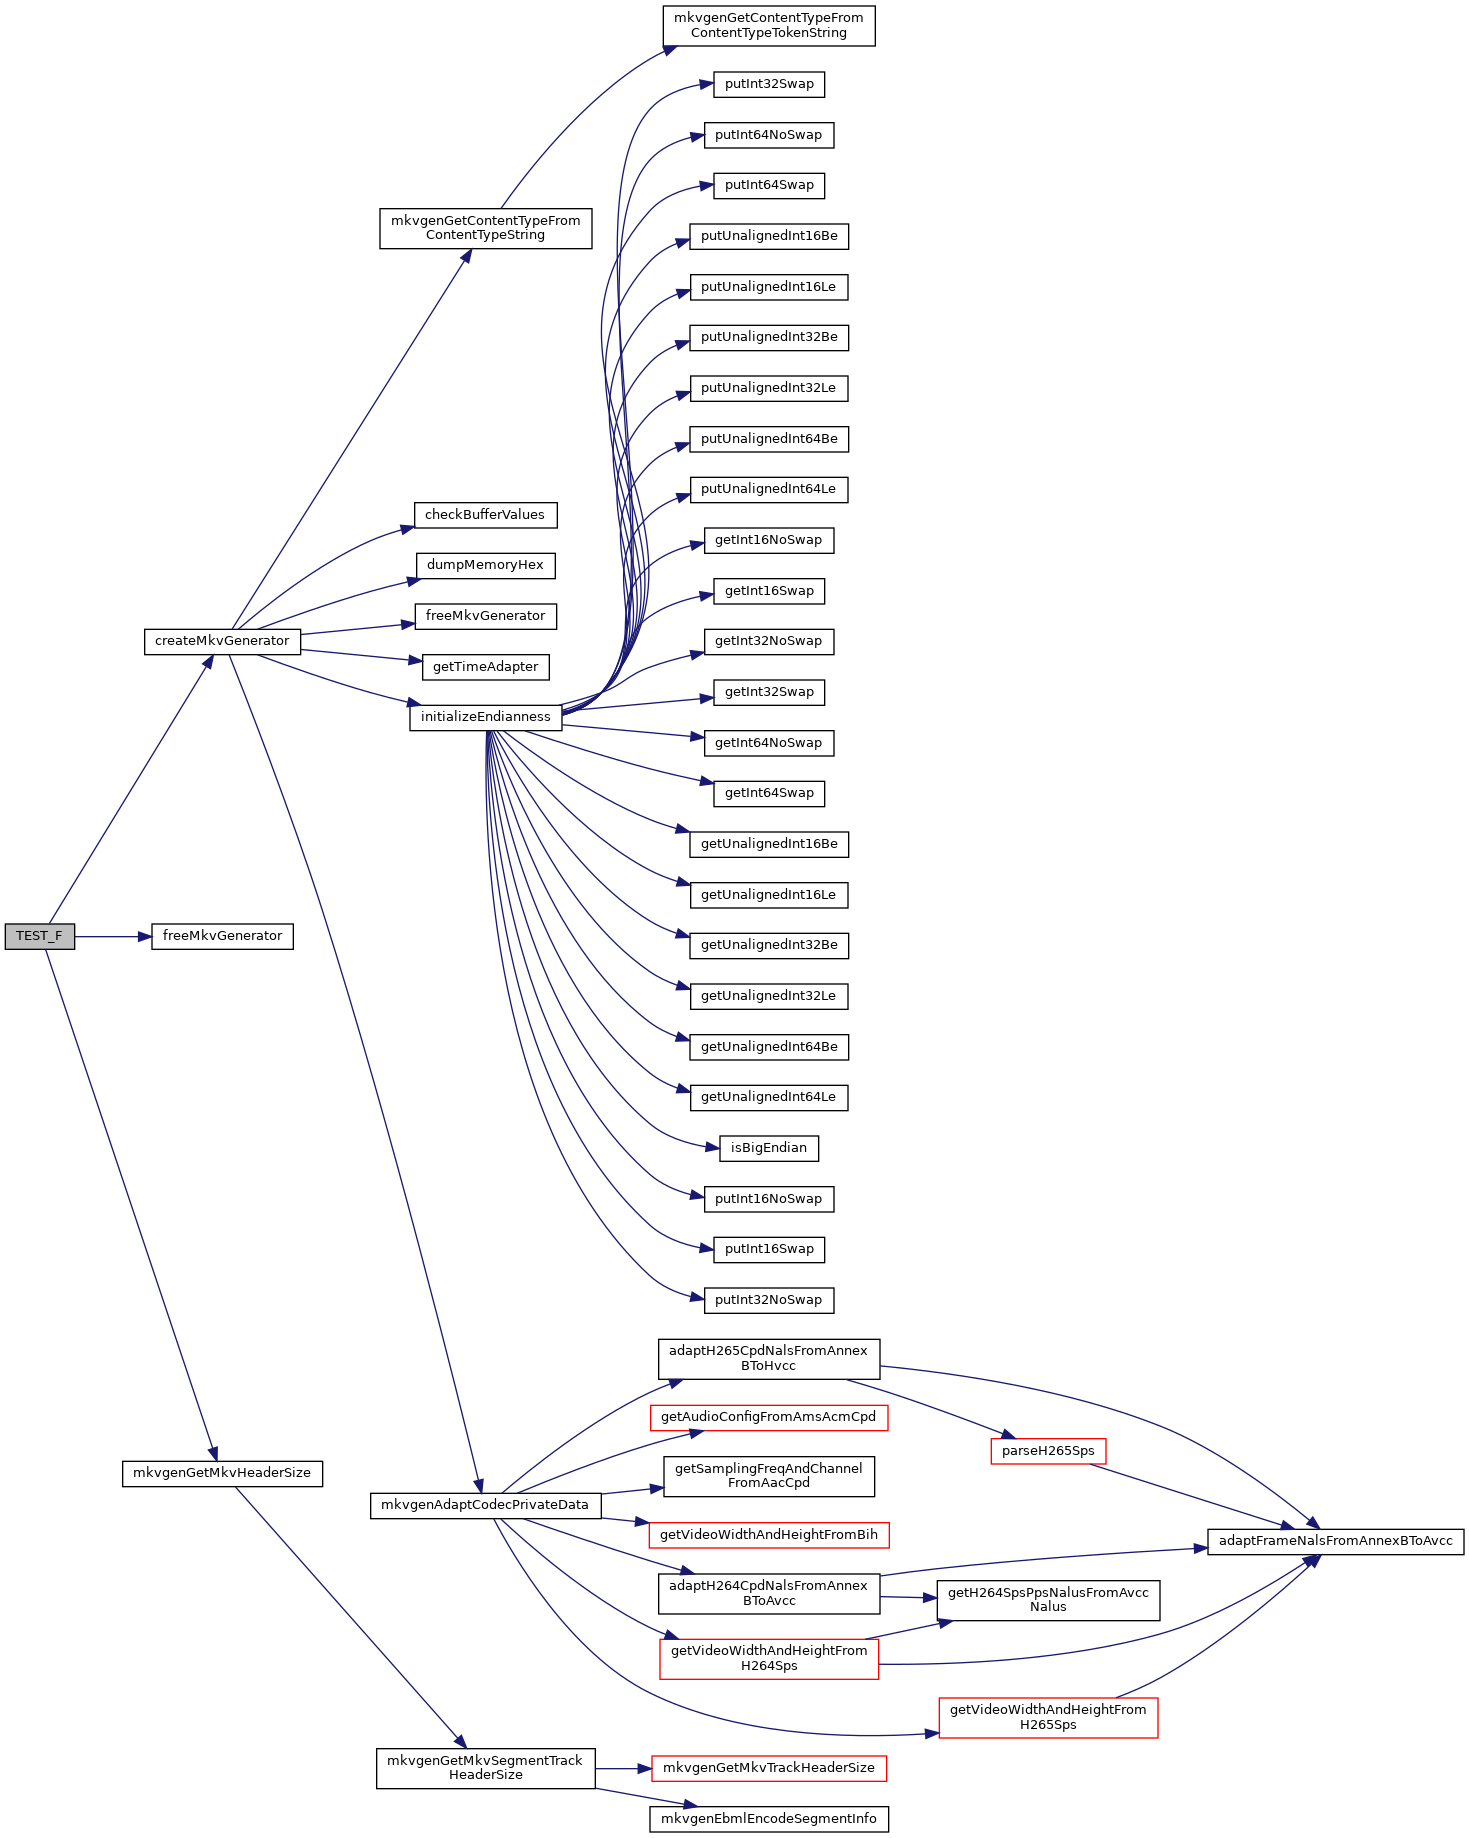 mkvgenGetContentTypeFrom
ContentTypeTokenString
putInt32Swap
putInt64NoSwap
putInt64Swap
mkvgenGetContentTypeFrom
ContentTypeString
putUnalignedInt16Be
putUnalignedInt16Le
putUnalignedInt32Be
putUnalignedInt32Le
putUnalignedInt64Be
putUnalignedInt64Le
checkBufferValues
getInt16NoSwap
dumpMemoryHex
getInt16Swap
freeMkvGenerator
createMkvGenerator
getInt32NoSwap
getTimeAdapter
getInt32Swap
initializeEndianness
getInt64NoSwap
getInt64Swap
getUnalignedInt16Be
getUnalignedInt16Le
TEST_F
freeMkvGenerator
getUnalignedInt32Be
getUnalignedInt32Le
getUnalignedInt64Be
getUnalignedInt64Le
isBigEndian
putInt16NoSwap
putInt16Swap
putInt32NoSwap
adaptH265CpdNalsFromAnnex
BToHvcc
getAudioConfigFromAmsAcmCpd
parseH265Sps
mkvgenGetMkvHeaderSize
getSamplingFreqAndChannel
FromAacCpd
mkvgenAdaptCodecPrivateData
getVideoWidthAndHeightFromBih
adaptFrameNalsFromAnnexBToAvcc
adaptH264CpdNalsFromAnnex
BToAvcc
getH264SpsPpsNalusFromAvcc
Nalus
getVideoWidthAndHeightFrom
H264Sps
getVideoWidthAndHeightFrom
H265Sps
mkvgenGetMkvSegmentTrack
HeaderSize
mkvgenGetMkvTrackHeaderSize
mkvgenEbmlEncodeSegmentInfo